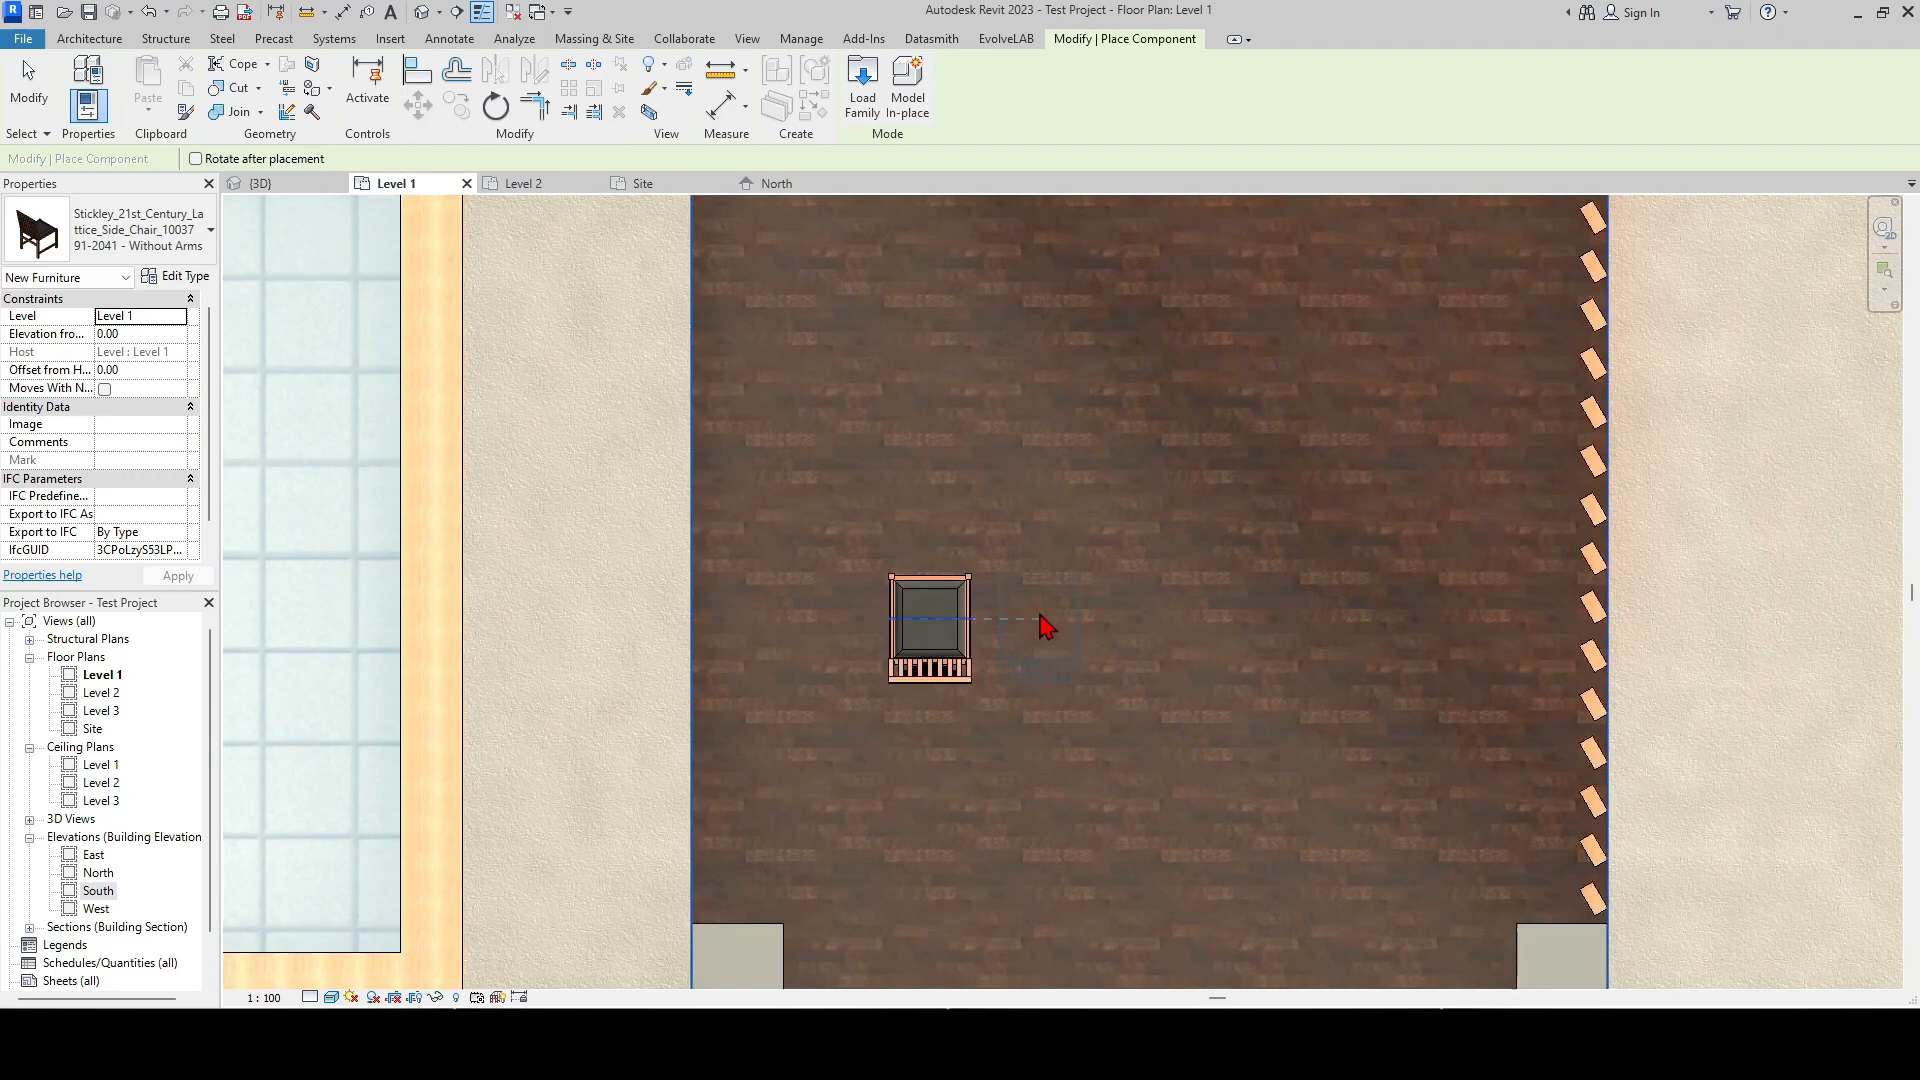 Autodesk Revit 2023 - Test Project - Floor Plan: Level 1
Sign In
File Architecture Structure Steel Precast Systems Insert Annotate Analyze Massing & Site Collaborate View Manage Add-Ins Datasmith EvolveLAB Modify | Place Component
Modify
Paste
Cope
Cut
Join
Activate
Load
Family
Model
In-place
Select Properties Clipboard Geometry Controls Modify View Measure Create Mode
Modify | Place Component Rotate after placement
Properties
{3D} Level 1 Level 2 Site North
Stickley_21st_Century_La
ttice_Side_Chair_10037
91-2041 - Without Arms
New Furniture Edit Type
Constraints
Level Level 1
Elevation fro... 0.00
Host Level : Level 1
Offset from H... 0.00
Moves With N...
Identity Data
Image
Comments
Mark
IFC Parameters
IFC Predefine...
Export to IFC As
Export to IFC By Type
IfcGUID 3CPoLzyS53LP...
Properties help Apply
Project Browser - Test Project
Views (all)
Structural Plans
Floor Plans
Level 1
Level 2
Level 3
Site
Ceiling Plans
Level 1
Level 2
Level 3
3D Views
Elevations (Building Elevation
East
North
South
West
Sections (Building Section)
Legends
Schedules/Quantities (all)
Sheets (all)
1 : 100